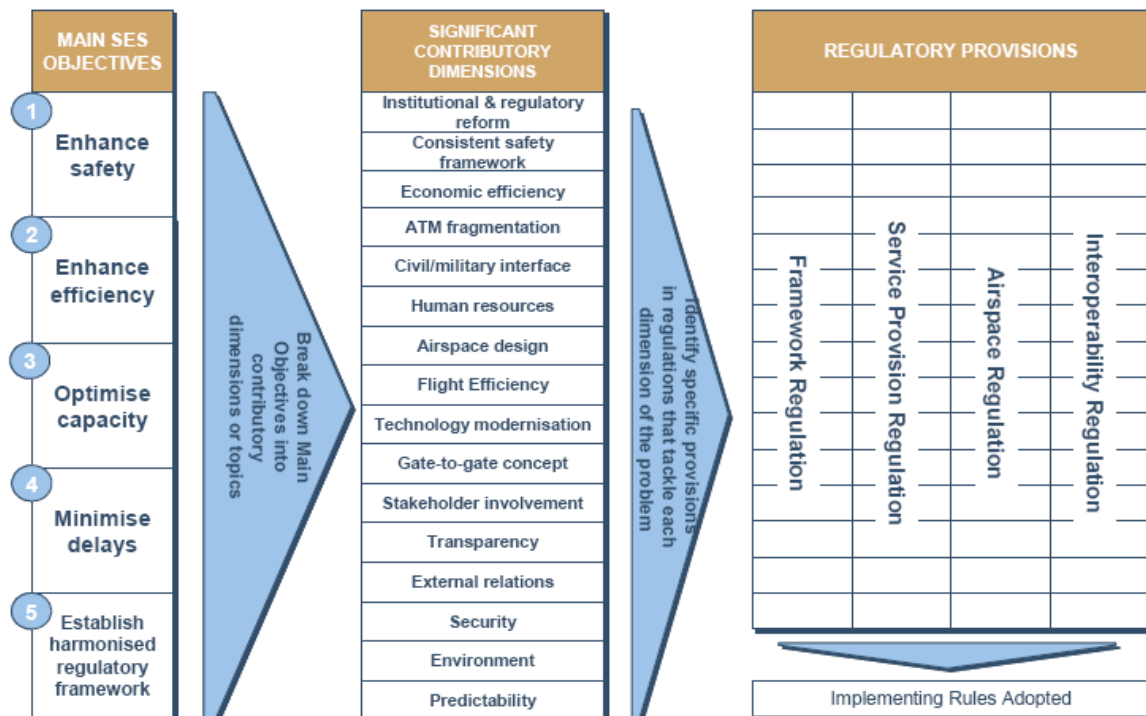 MAIN SES
OBJECTIVES
1
Enhance
safety
2
Enhance
efficiency
3
Optimise
capacity
4
Minimise
delays
5
Establish
harmonised
regulatory
framework
Break down Main
Objectives into
contributory
dimensions or topics
SIGNIFICANT
CONTRIBUTORY
DIMENSIONS
Institutional & regulatory
reform
Consistent safety
framework
Economic efficiency
ATM fragmentation
Civil/military interface
Human resources
Airspace design
Flight Efficiency
Technology modernisation
Gate-to-gate concept
Stakeholder involvement
Transparency
External relations
Security
Environment
Predictability
Identify specific provisions
in regulations that tackle each
dimension of the problem
REGULATORY PROVISIONS
Framework Regulation
Service Provision Regulation
Airspace Regulation
Interoperability Regulation
Implementing Rules Adopted